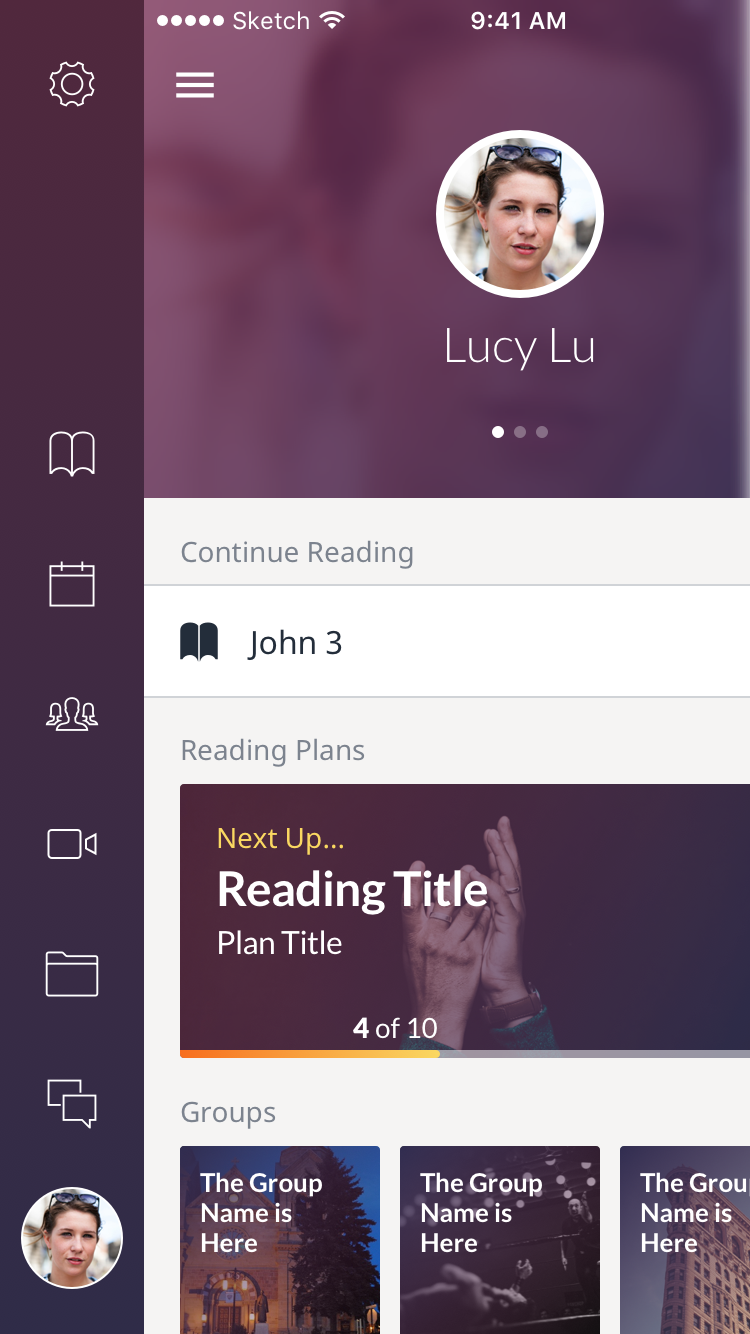 Sketch 9:41 AM
Lucy Lu
Continue Reading
John 3
Reading Plans
Next Up...
Reading Title
Plan Title
4 of 10
Groups
The Group
Name is
Here
The Group
Name is
Here
The Grou
Name is
Here